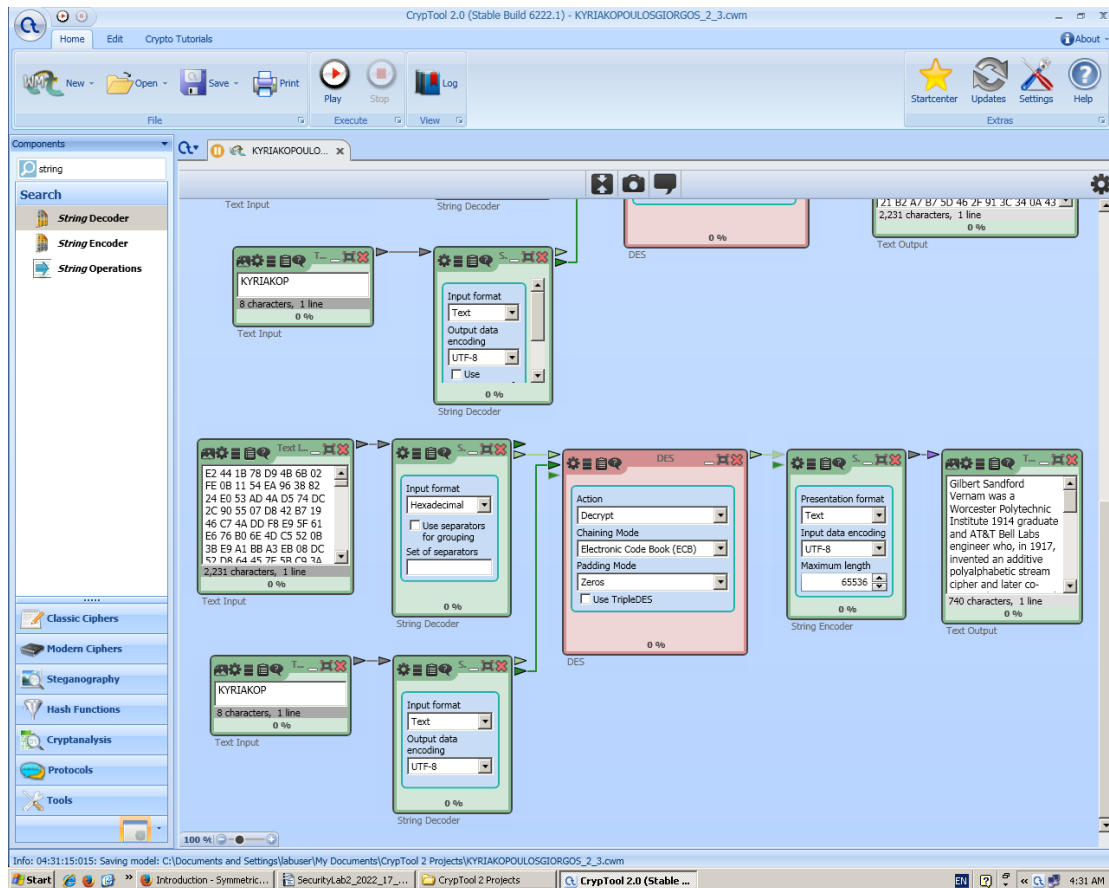 CrypTool 2.0 (Stable Build 6222.1) - KYRIAKOPOULOSGIORGOS_2_3.cwm
Home Edit Crypto Tutorials
About
New Open Save Print Play Stop Log
Startcenter Updates Settings Help
File Execute View Extras
Components
KYRIAKOPOULO... x
string
Search
String Decoder
String Encoder
String Operations
Text Input
String Decoder
0 %
DES
21 B2 A7 B7 5D 46 2F 91 3C 34 0A 43
2,231 characters, 1 line
0 %
Text Output
T...
KYRIAKOP
8 characters, 1 line
0 %
Text Input
S...
Input format
Text
Output data
encoding
UTF-8
Use
0 %
String Decoder
Text I...
E2 44 1B 78 D9 4B 6B 02
FE 0B 11 54 EA 96 38 82
24 E0 53 AD 4A D5 74 DC
2C 90 55 07 D8 42 B7 19
46 C7 4A DD F8 E9 5F 61
E6 76 B0 6E 4D C5 52 0B
3B E9 A1 BB A3 EB 08 DC
52 D8 64 45 7F 5B C9 3A
2,231 characters, 1 line
0 %
Text Input
S...
Input format
Hexadecimal
Use separators
for grouping
Set of separators
0 %
String Decoder
DES
Action
Decrypt
Chaining Mode
Electronic Code Book (ECB)
Padding Mode
Zeros
Use TripleDES
0 %
DES
S...
Presentation format
Text
Input data encoding
UTF-8
Maximum length
65536
0 %
String Encoder
T...
Gilbert Sandford
Vernam was a
Worcester Polytechnic
Institute 1914 graduate
and AT&T Bell Labs
engineer who, in 1917,
invented an additive
polyalphabetic stream
cipher and later co-
740 characters, 1 line
0 %
Text Output
T...
KYRIAKOP
8 characters, 1 line
0 %
Text Input
S...
Input format
Text
Output data
encoding
UTF-8
0 %
String Decoder
Classic Ciphers
Modern Ciphers
Steganography
Hash Functions
Cryptanalysis
Protocols
Tools
100 %
Info: 04:31:15:015: Saving model: C:\Documents and Settings\labuser\My Documents\CrypTool 2 Projects\KYRIAKOPOULOSGIORGOS_2_3.cwm
Start Introduction - Symmetric... SecurityLab2_2022_17_... CrypTool 2 Projects CrypTool 2.0 (Stable ... EN 4:31 AM